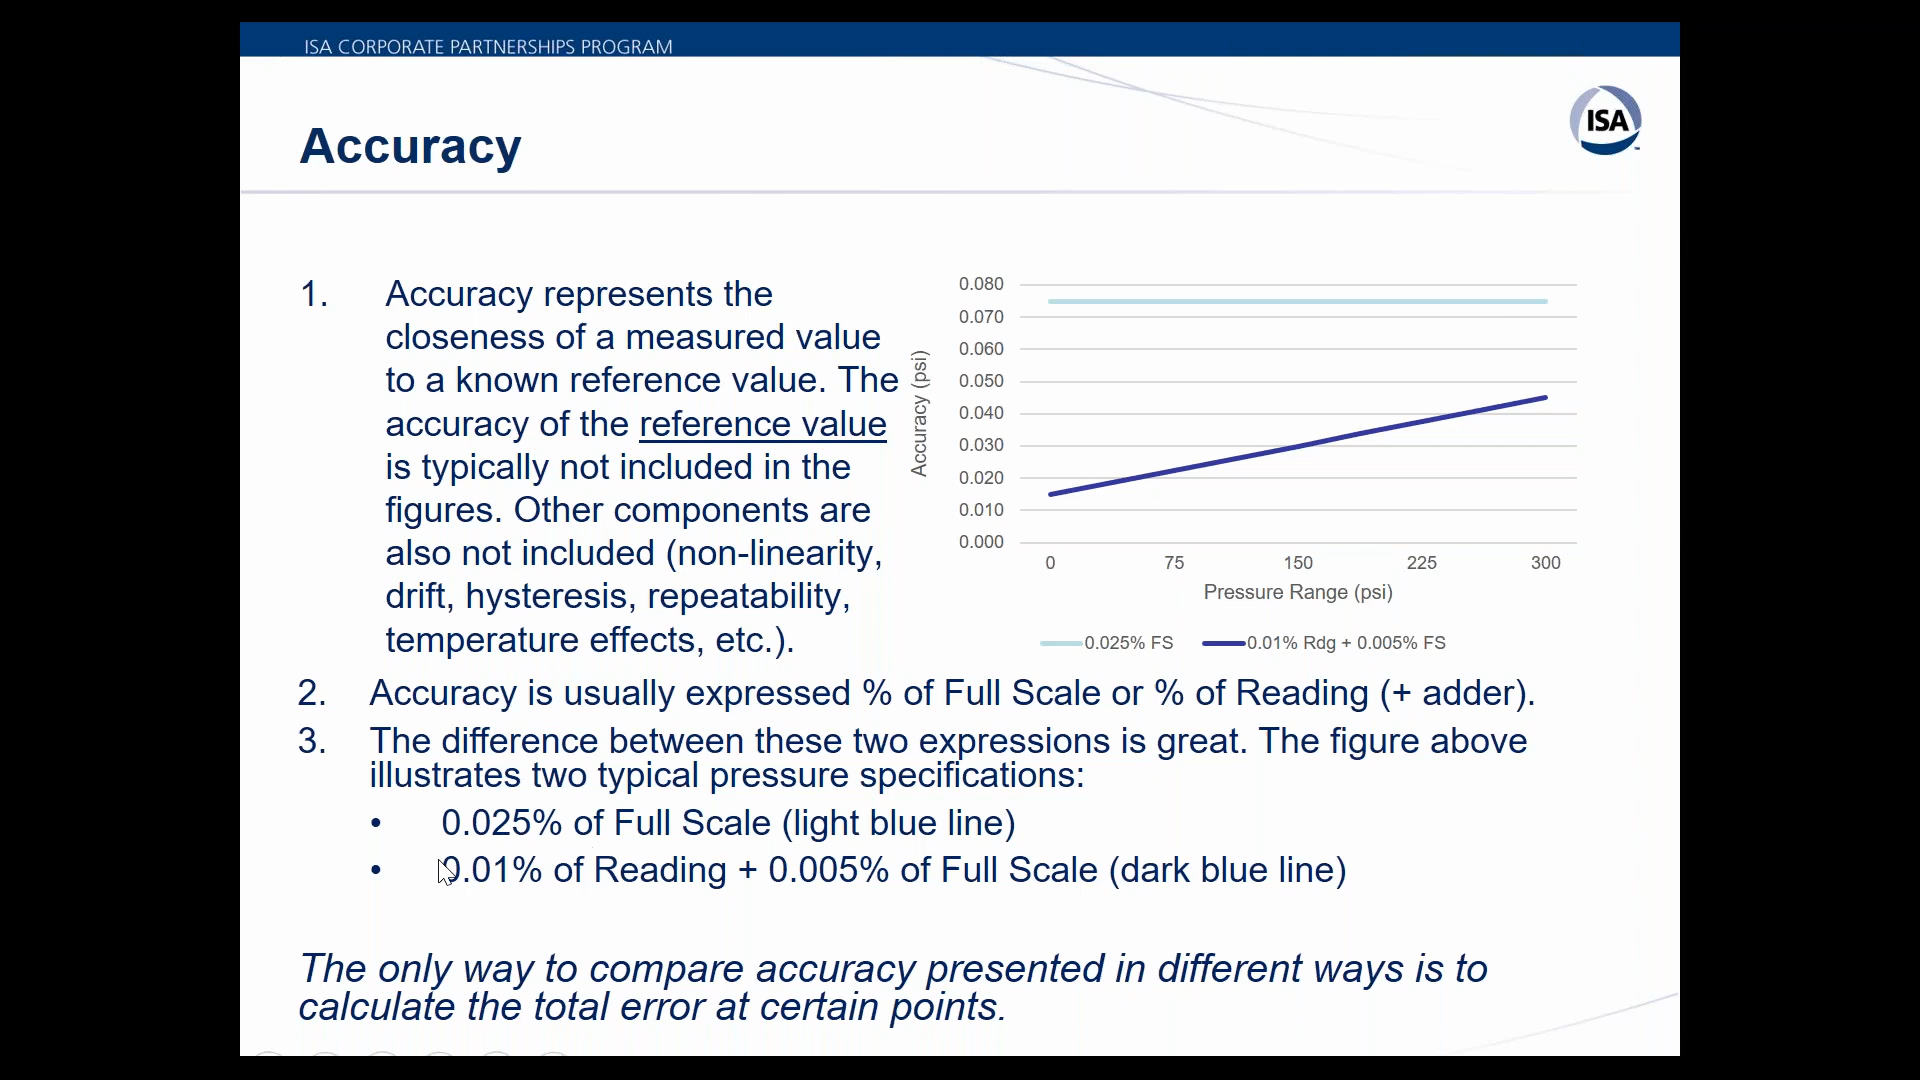 ISA CORPORATE PARTNERSHIPS PROGRAM
ISA
Accuracy
1. Accuracy represents the
closeness of a measured value
to a known reference value. The
accuracy of the reference value
is typically not included in the
figures. Other components are
also not included (non-linearity,
drift, hysteresis, repeatability,
temperature effects, etc.).
Accuracy (psi)
0.080
0.070
0.060
0.050
0.040
0.030
0.020
0.010
0.000
0 75 150 225 300
Pressure Range (psi)
0.025% FS 0.01% Rdg + 0.005% FS
2. Accuracy is usually expressed % of Full Scale or % of Reading (+ adder).
3. The difference between these two expressions is great. The figure above
illustrates two typical pressure specifications:
• 0.025% of Full Scale (light blue line)
• 0.01% of Reading + 0.005% of Full Scale (dark blue line)
The only way to compare accuracy presented in different ways is to
calculate the total error at certain points.